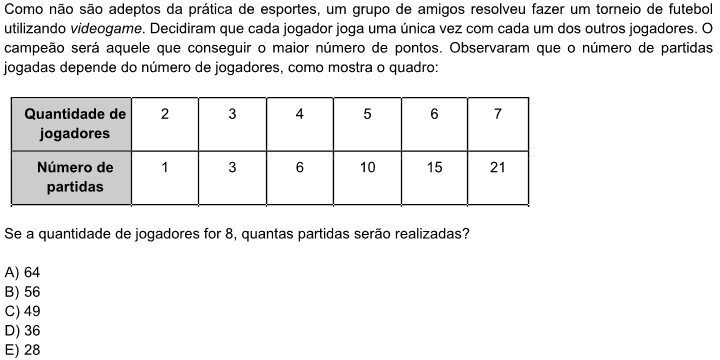 Como não são adeptos da prática de esportes, um grupo de amigos resolveu fazer um torneio de futebol
utilizando videogame. Decidiram que cada jogador joga uma única vez com cada um dos outros jogadores. O
campeão será aquele que conseguir o maior número de pontos. Observaram que o número de partidas
jogadas depende do número de jogadores, como mostra o quadro:
Quantidade de jogadores 2 3 4 5 6 7
Número de partidas 1 3 6 10 15 21
Se a quantidade de jogadores for 8, quantas partidas serão realizadas?
A) 64
B) 56
C) 49
D) 36
E) 28